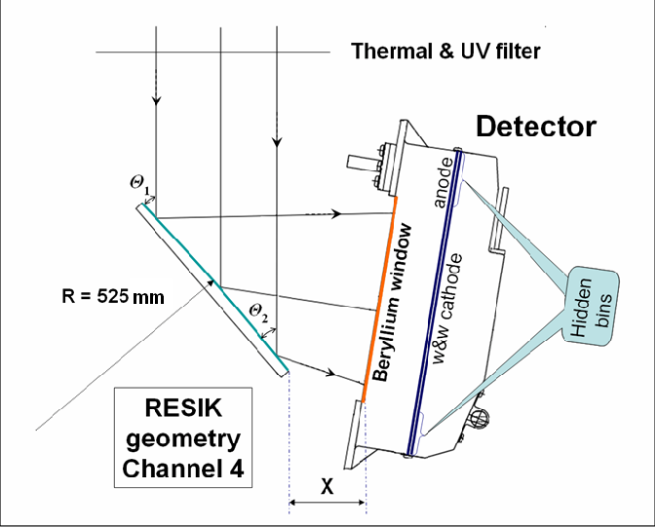 Thermal & UV filter
Detector
Θ1
anode
R = 525 mm
Θ2
Beryllium window
w&w cathode
Hidden
bins
RESIK
geometry
Channel 4
X